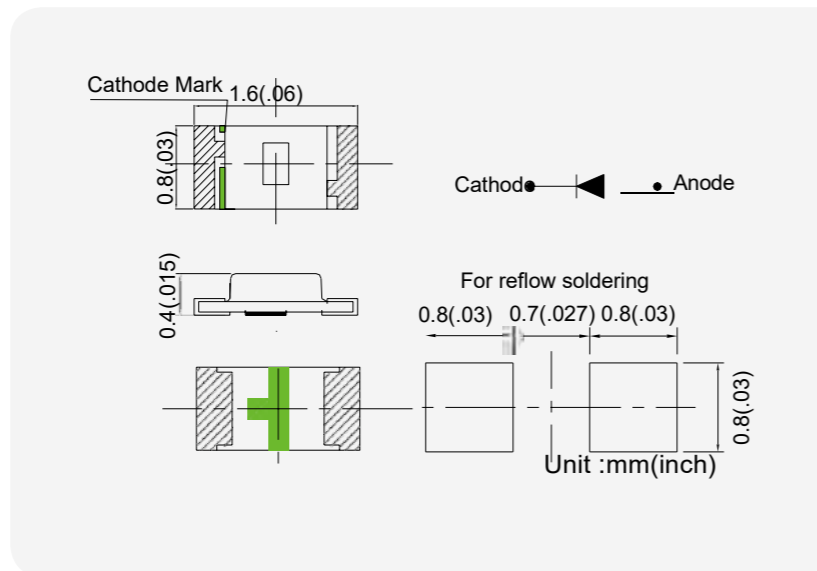 Cathode Mark
1.6(.06)
0.8(.03)
Cathode
Anode
0.4(.015)
For reflow soldering
0.8(.03)
0.7(.027)
0.8(.03)
0.8(.03)
Unit :mm(inch)